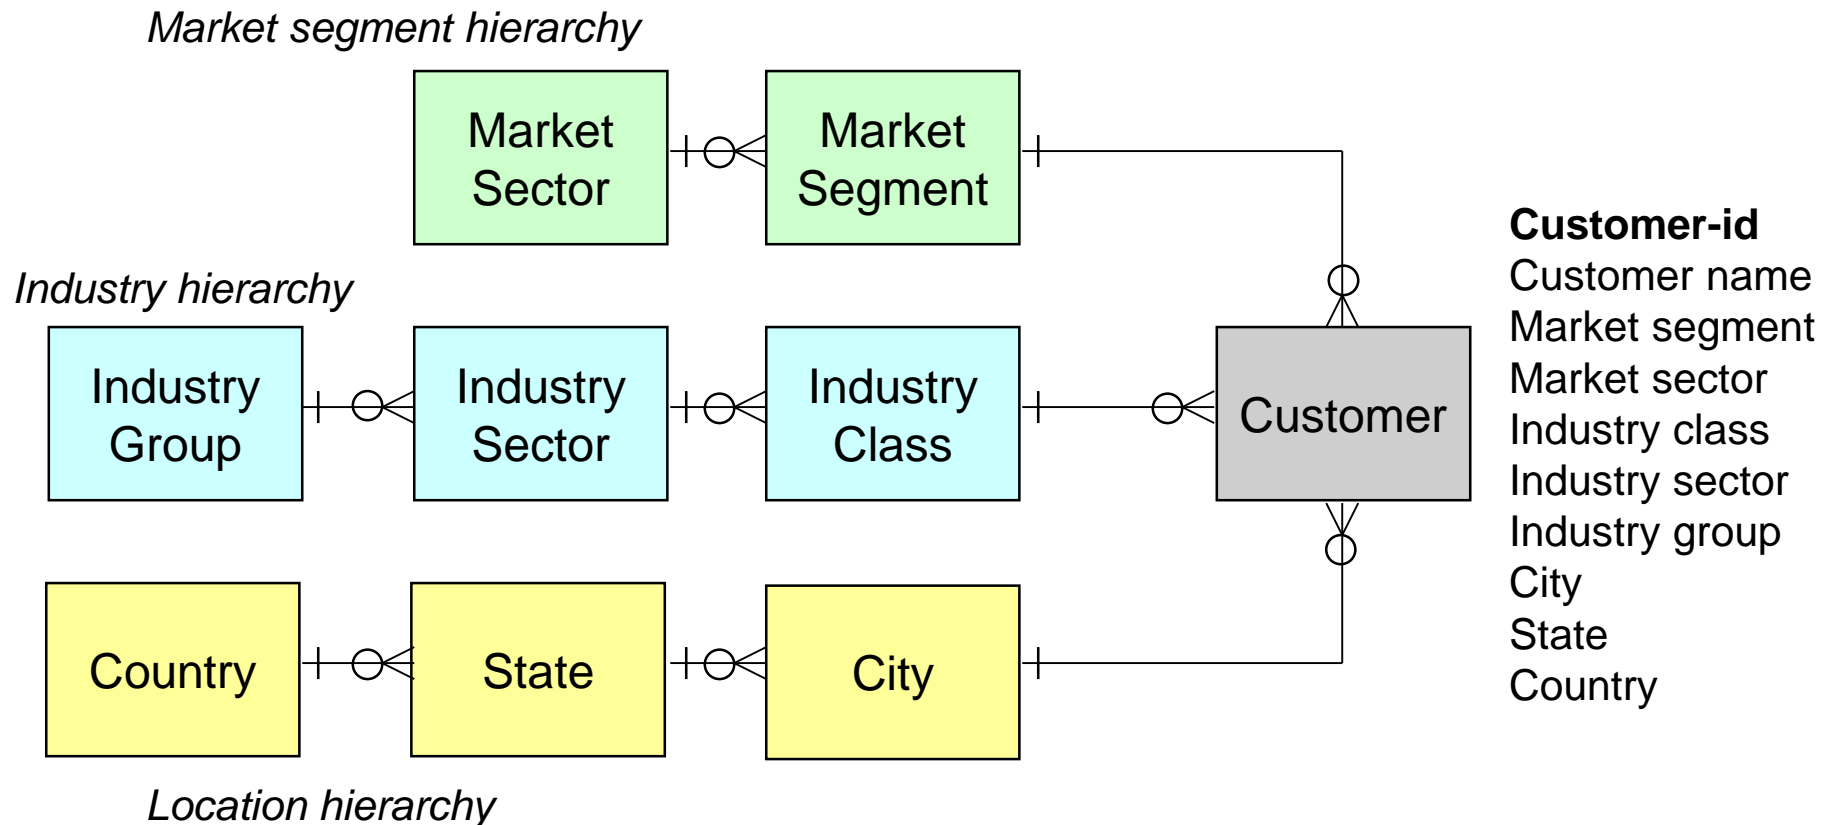 Market segment hierarchy
Market
Sector
Market
Segment
Industry hierarchy
Industry
Group
Industry
Sector
Industry
Class
Customer
Country
State
City
Location hierarchy
Customer-id
Customer name
Market segment
Market sector
Industry class
Industry sector
Industry group
City
State
Country